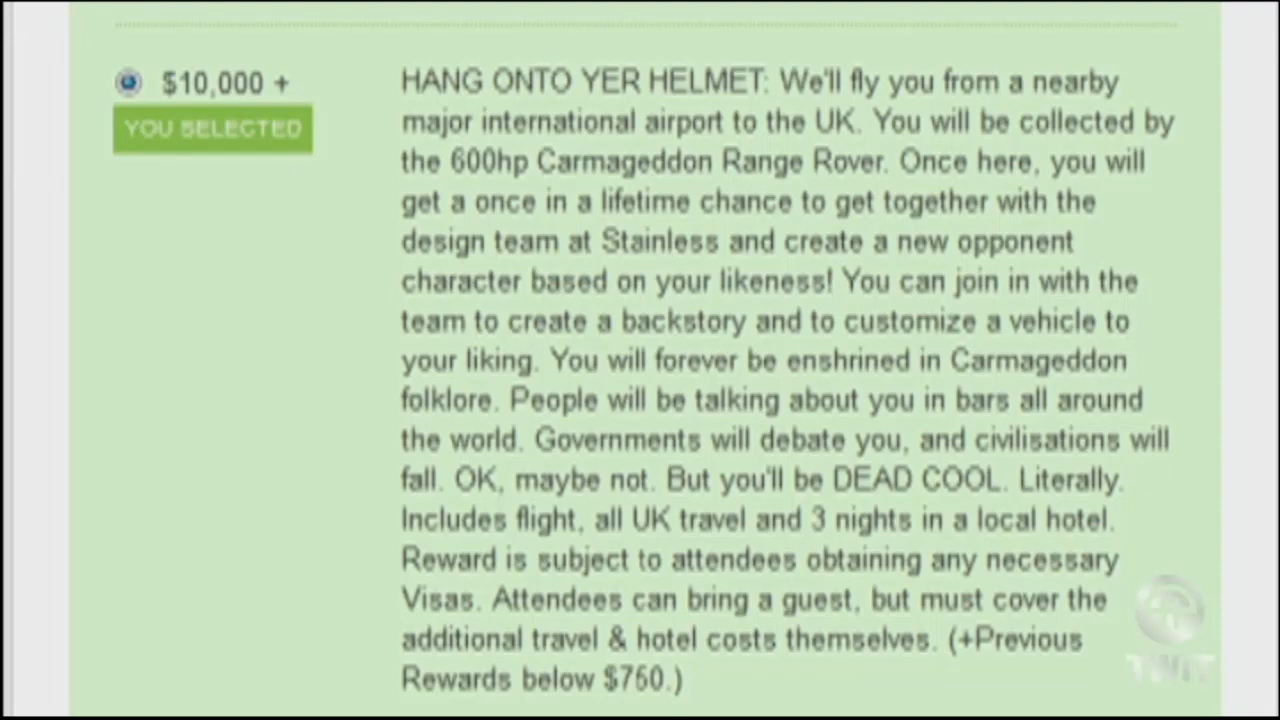 $10,000 +
YOU SELECTED
HANG ONTO YER HELMET: We'll fly you from a nearby
major international airport to the UK. You will be collected by
the 600hp Carmageddon Range Rover. Once here, you will
get a once in a lifetime chance to get together with the
design team at Stainless and create a new opponent
character based on your likeness! You can join in with the
team to create a backstory and to customize a vehicle to
your liking. You will forever be enshrined in Carmageddon
folklore. People will be talking about you in bars all around
the world. Governments will debate you, and civilisations will
fall. OK, maybe not. But you'll be DEAD COOL. Literally.
Includes flight, all UK travel and 3 nights in a local hotel.
Reward is subject to attendees obtaining any necessary
Visas. Attendees can bring a guest, but must cover the
additional travel & hotel costs themselves. (+Previous
Rewards below $750.)